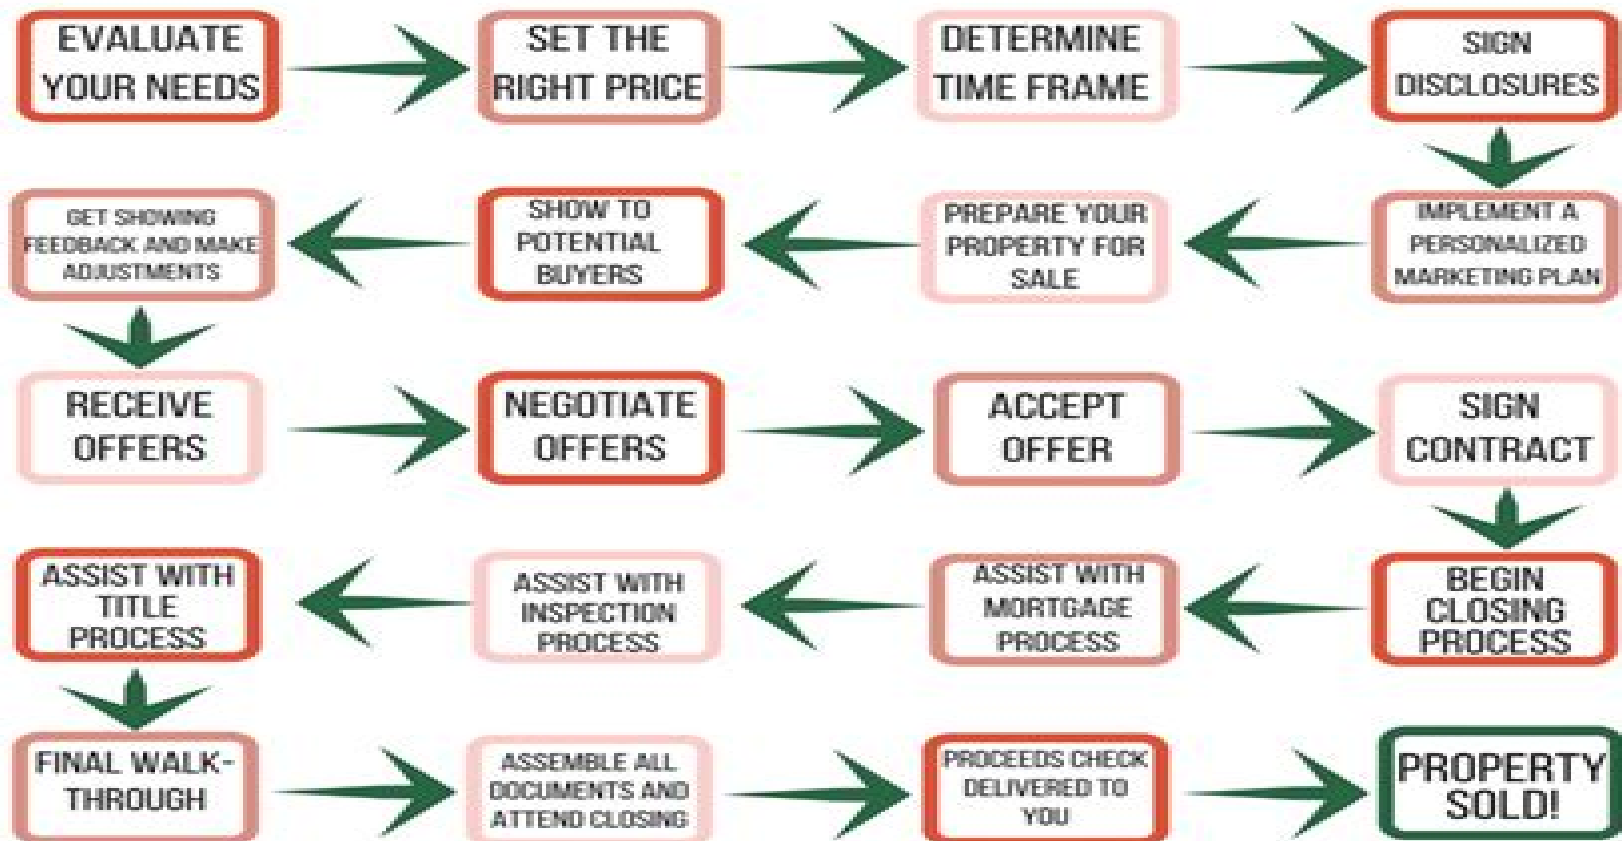 EVALUATE
YOUR NEEDS
SET THE
RIGHT PRICE
DETERMINE
TIME FRAME
SIGN
DISCLOSURES
IMPLEMENT A
PERSONALIZED
MARKETING PLAN
PREPARE YOUR
PROPERTY FOR
SALE
SHOW TO
POTENTIAL
BUYERS
GET SHOWING
FEEDBACK AND MAKE
ADJUSTMENTS
RECEIVE
OFFERS
NEGOTIATE
OFFERS
ACCEPT
OFFER
SIGN
CONTRACT
BEGIN
CLOSING
PROCESS
ASSIST WITH
MORTGAGE
PROCESS
ASSIST WITH
INSPECTION
PROCESS
ASSIST WITH
TITLE
PROCESS
FINAL WALK-
THROUGH
ASSEMBLE ALL
DOCUMENTS AND
ATTEND CLOSING
PROCEEDS CHECK
DELIVERED TO
YOU
PROPERTY
SOLD!